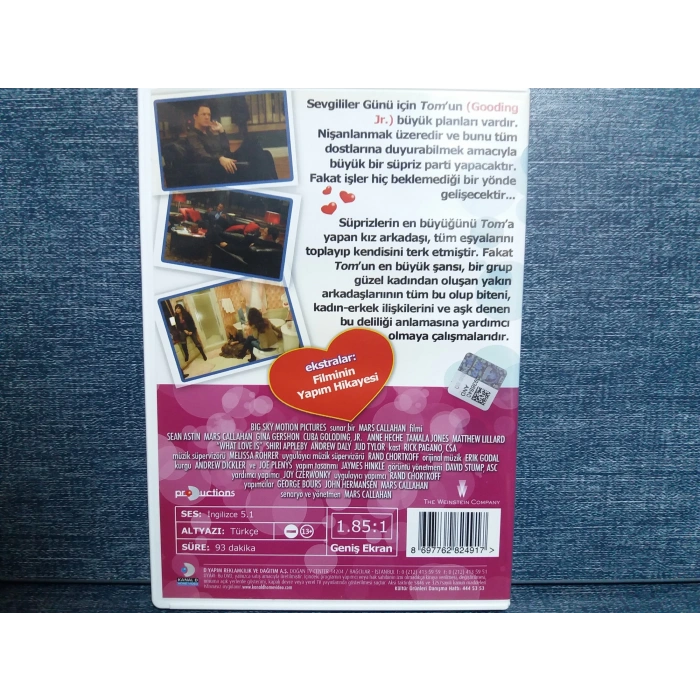 Sevgililer Günü için Tom'un (Gooding
Jr.) büyük planları vardır.
Nişanlanmak üzeredir ve bunu tüm
dostlarına duyurabilmek amacıyla
büyük bir süpriz parti yapacaktır.
Fakat işler hiç beklemediği bir yönde
gelişecektir...
Süprizlerin en büyüğünü Tom'a
yapan kız arkadaşı, tüm eşyalarını
toplayıp kendisini terk etmiştir. Fakat
Tom'un en büyük şansı, bir grup
güzel kadından oluşan yakın
arkadaşlarıının tüm bu olup biteni,
kadın-erkek ilişkilerini ve aşk denen
bu deliliği anlamasına yardımcı
olmaya çalışmalarıdır.
ekstralar:
Filminin
Yapım Hikayesi
BIG SKY MOTION PICTURES sunar bir MARS CALLAHAN filmi
SEAN ASTIN MARS CALLAHAN GINA GERSHON CUBA GOLODING, JR. ANNE HECHE TAMALA JONES MATTHEW LILLARD
"WHAT LOVE IS" SHIRI APPLEBY ANDREW DALY JUD TYLOR kast RICK PAGANO, CSA
müzik süpervizörü MELISSA ROHRER uygulayıcı müzik süpervizörü RAND CHORTKOFF orijinal müzik ERIK GODAL
kurgu ANDREW DICKLER ve JOE PLENYS yapım tasarımı JAYMES HINKLE görüntü yönetmeni DAVID STUMP, ASC
yardımcı yapımcı JOY CZERWONKY uygulayıcı yapımcı RAND CHORTKOFF
yapımcılar GEORGE BOURS JOHN HERMANSEN MARS CALLAHAN
senaryo ve yönetmen MARS CALLAHAN
productions
THE WEINSTEIN COMPANY
SES: İngilizce 5.1
ALTYAZI: Türkçe
13+
SÜRE: 93 dakika
1.85:1
Geniş Ekran
8 697762 824917 >
KANAL D
D YAPIM REKLAMCILIK VE DAĞITIM A.Ş.